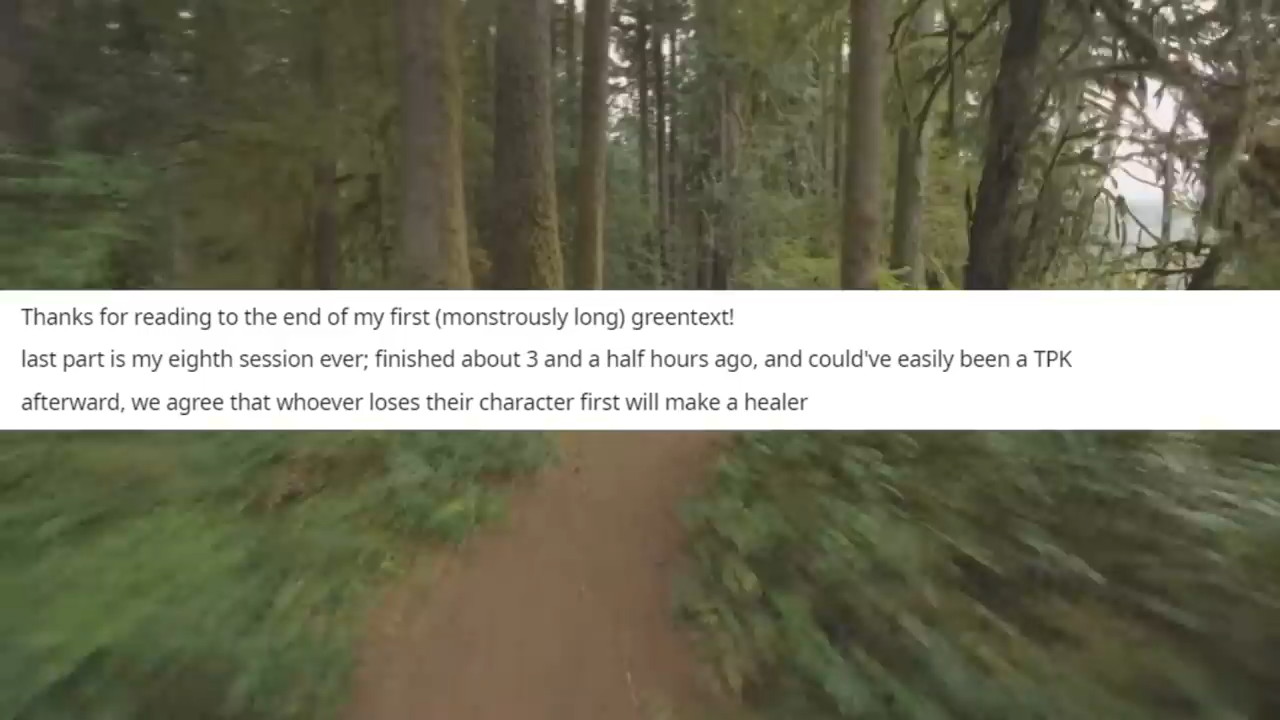 Thanks for reading to the end of my first (monstrously long) greentext!
last part is my eighth session ever; finished about 3 and a half hours ago, and could've easily been a TPK
afterward, we agree that whoever loses their character first will make a healer